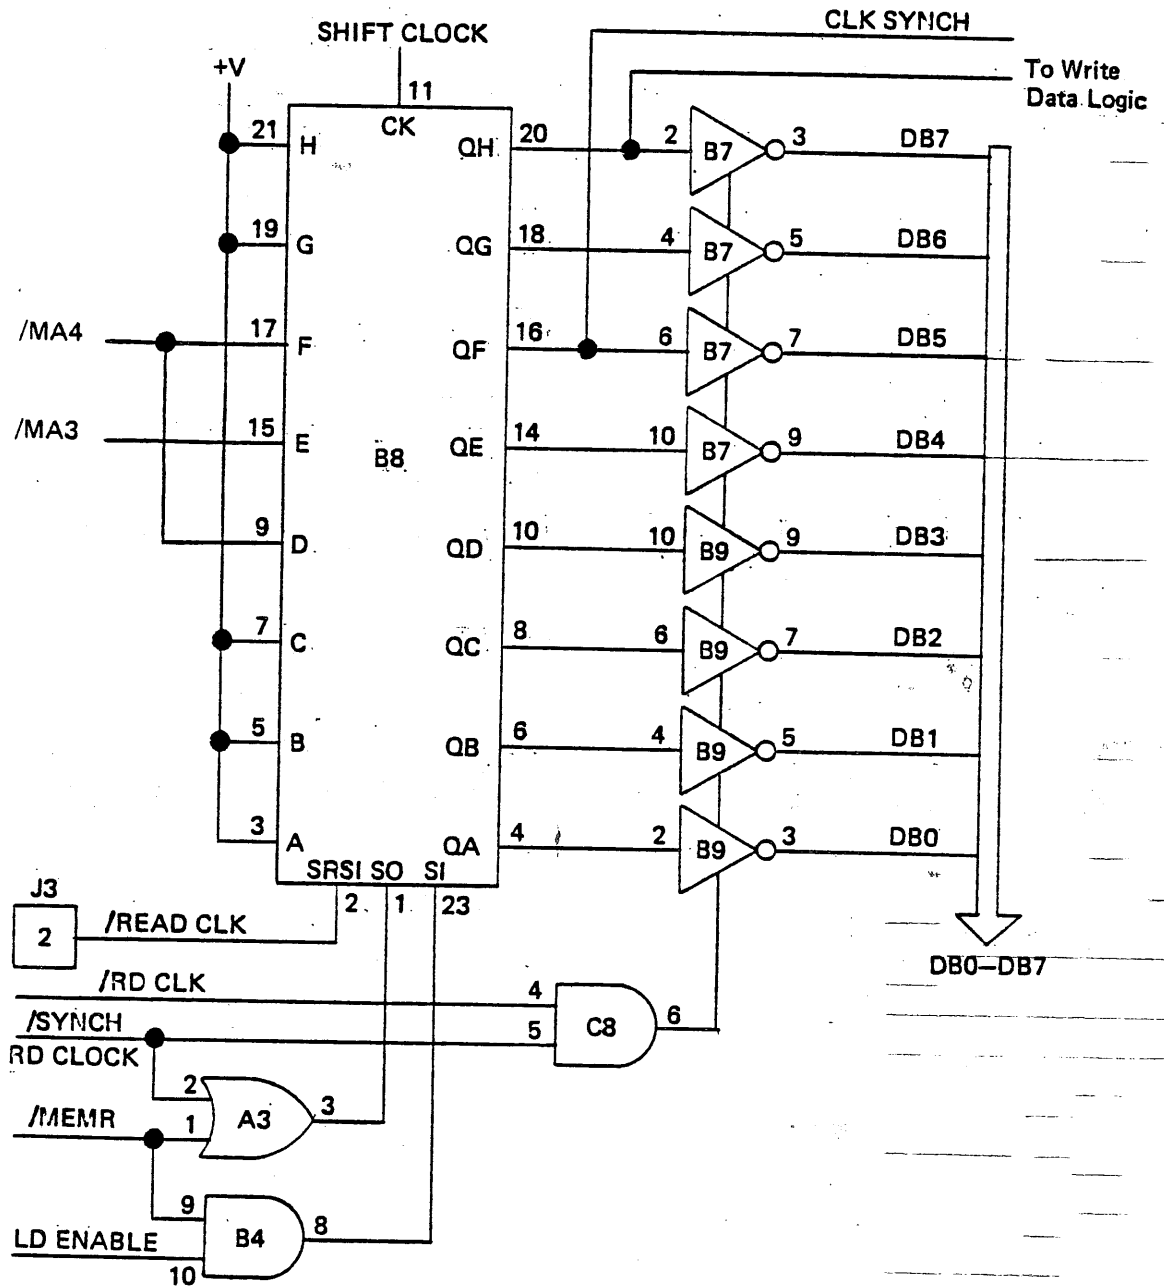 CLK SYNCH
SHIFT CLOCK
To Write
Data Logic
+V
11
CK
21 H QH 20 2 B7 3 DB7
19 G QG 18 4 B7 5 DB6
/MA4 17 F QF 16 6 B7 7 DB5
/MA3 15 E QE 14 10 B7 9 DB4
B8
9 D QD 10 10 B9 9 DB3
7 C QC 8 6 B9 7 DB2
5 B QB 6 4 B9 5 DB1
3 A QA 4 2 B9 3 DB0
SRSI SO SI
2 1 23
J3
2 /READ CLK
DB0–DB7
/RD CLK 4
C8 6
/SYNCH 5
RD CLOCK
2
A3 3
/MEMR 1
9
B4 8
LD ENABLE
10